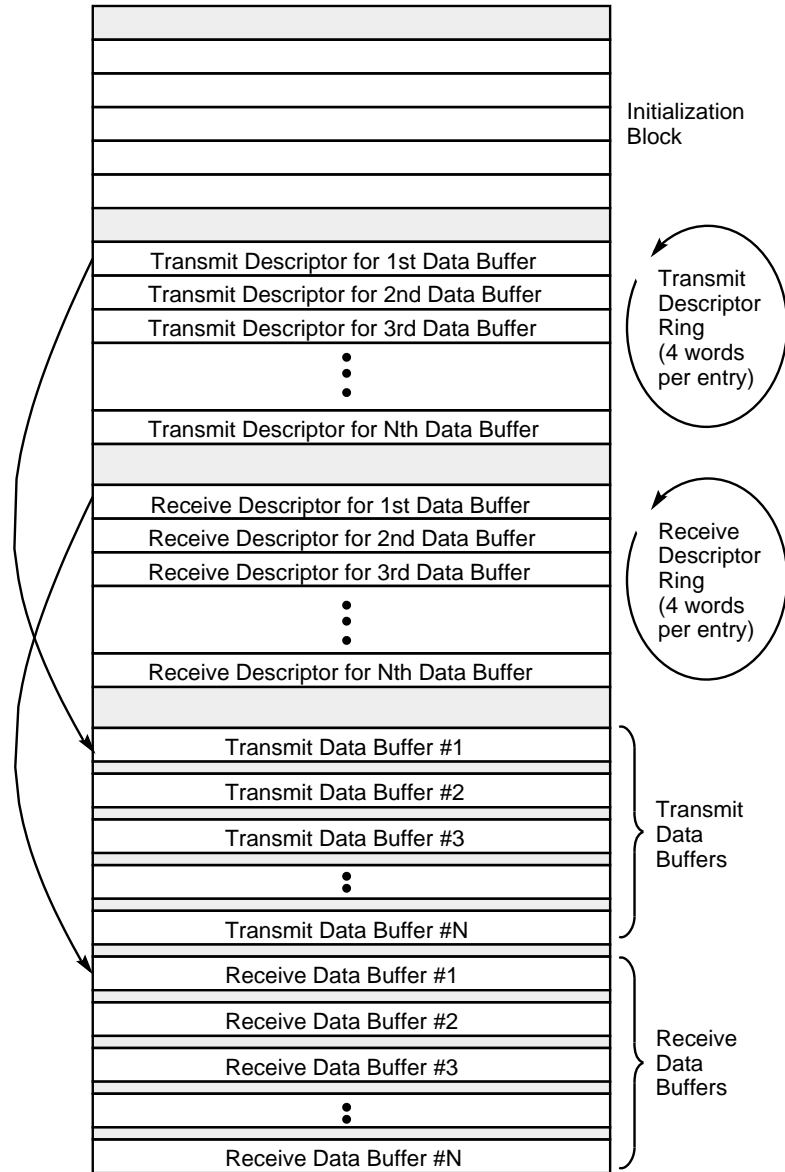 Initialization
Block
Transmit Descriptor for 1st Data Buffer
Transmit Descriptor for 2nd Data Buffer
Transmit Descriptor for 3rd Data Buffer
Transmit Descriptor for Nth Data Buffer
Transmit
Descriptor
Ring
(4 words
per entry)
Receive Descriptor for 1st Data Buffer
Receive Descriptor for 2nd Data Buffer
Receive Descriptor for 3rd Data Buffer
Receive Descriptor for Nth Data Buffer
Receive
Descriptor
Ring
(4 words
per entry)
Transmit Data Buffer #1
Transmit Data Buffer #2
Transmit Data Buffer #3
Transmit Data Buffer #N
Transmit
Data
Buffers
Receive Data Buffer #1
Receive Data Buffer #2
Receive Data Buffer #3
Receive Data Buffer #N
Receive
Data
Buffers